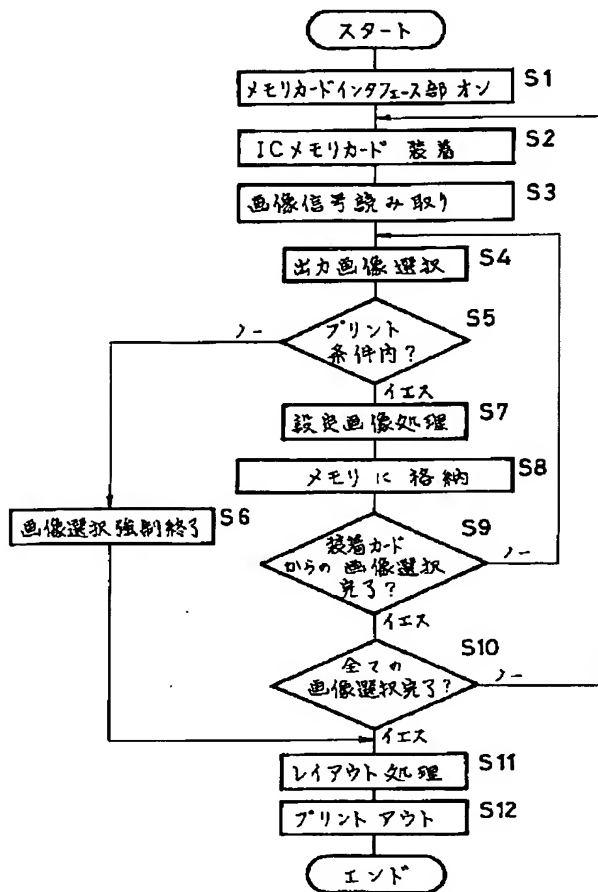 スタート
メモリカードインタフェース部オン S1
ICメモリカード 装着 S2
画像信号読み取り S3
出力画像選択 S4
プリント
条件内? S5
ノー
イエス
設定画像処理 S7
メモリに格納 S8
画像選択強制終了 S6
装着カード
からの画像選択
完了? S9
ノー
イエス
全ての
画像選択完了? S10
ノー
イエス
レイアウト処理 S11
プリントアウト S12
エンド